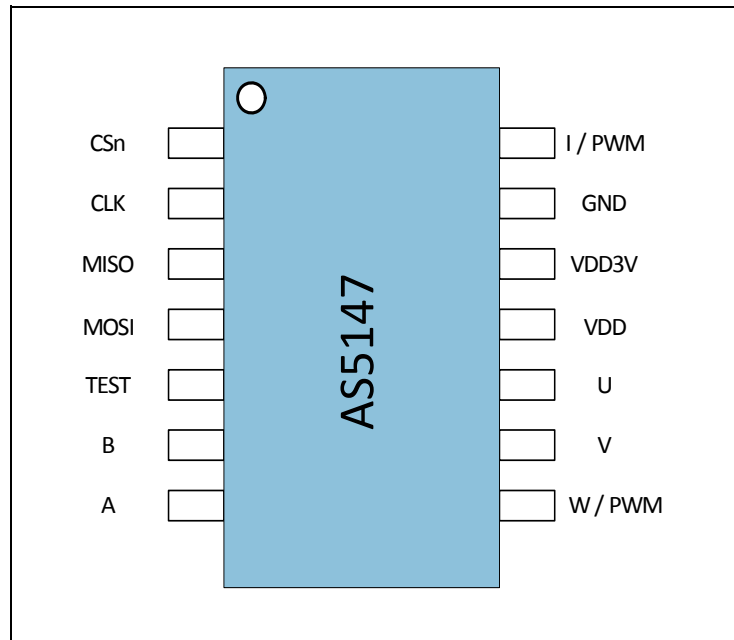 CSn
CLK
MISO
MOSI
TEST
B
A
AS5147
I / PWM
GND
VDD3V
VDD
U
V
W / PWM